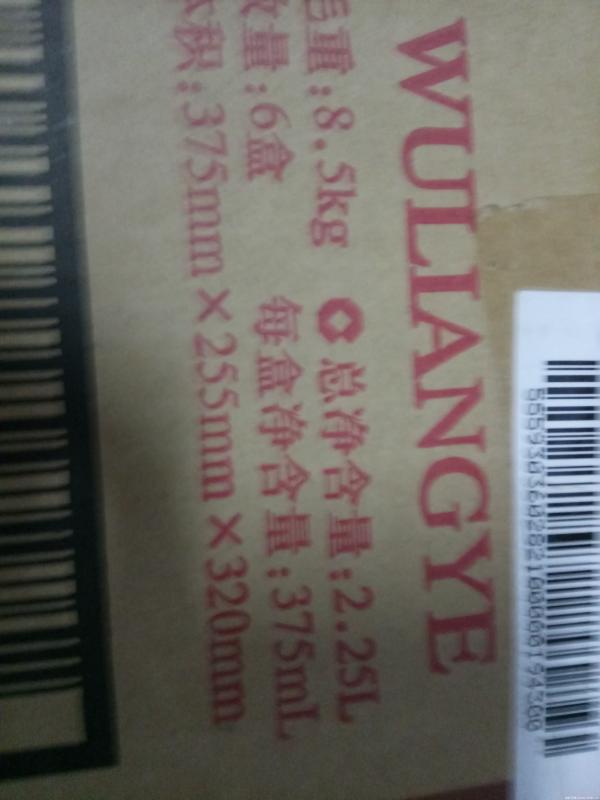 WULIANGYE
毛重:8.5kg 总净含量:2.25L
数量:6盒 每盒净含量:375mL
体积:375mm×255mm×320mm